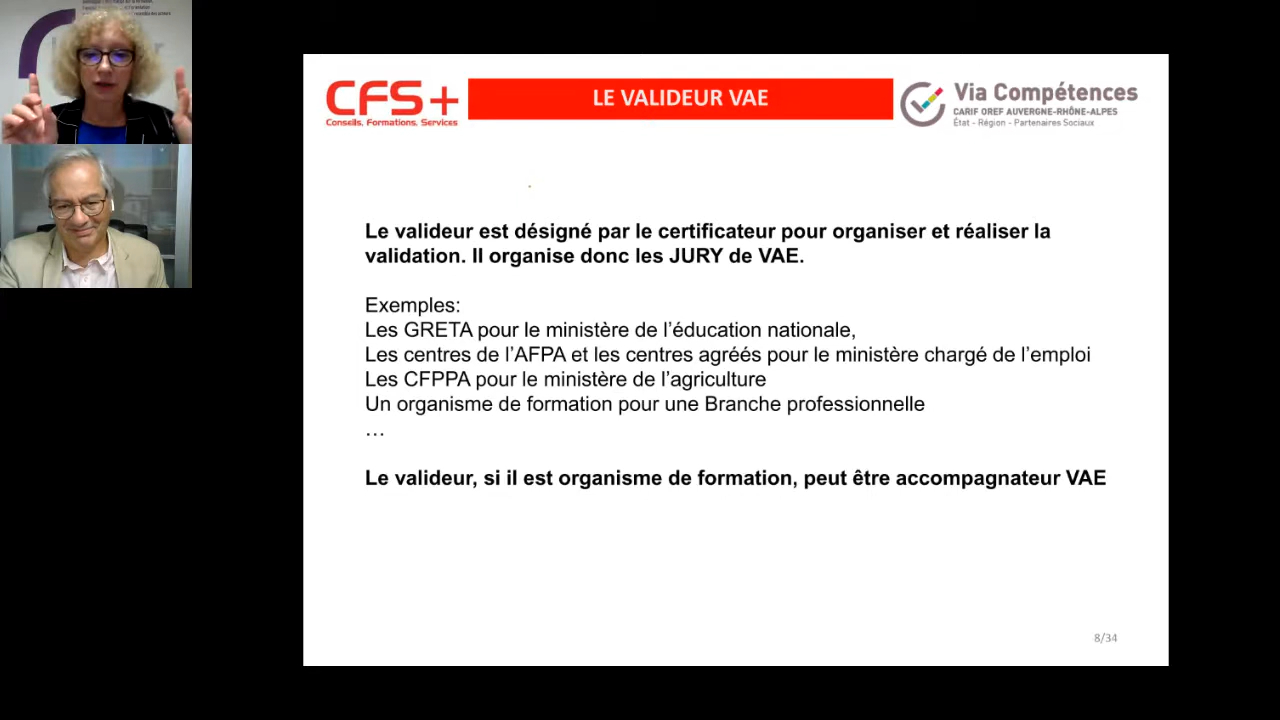 CFS+
Conseils, Formations, Services
LE VALIDEUR VAE
Via Compétences
CARIF OREF AUVERGNE-RHÔNE-ALPES
État - Région - Partenaires Sociaux
Le valideur est désigné par le certificateur pour organiser et réaliser la
validation. Il organise donc les JURY de VAE.
Exemples:
Les GRETA pour le ministère de l’éducation nationale,
Les centres de l’AFPA et les centres agréés pour le ministère chargé de l’emploi
Les CFPPA pour le ministère de l’agriculture
Un organisme de formation pour une Branche professionnelle
…
Le valideur, si il est organisme de formation, peut être accompagnateur VAE
8/34